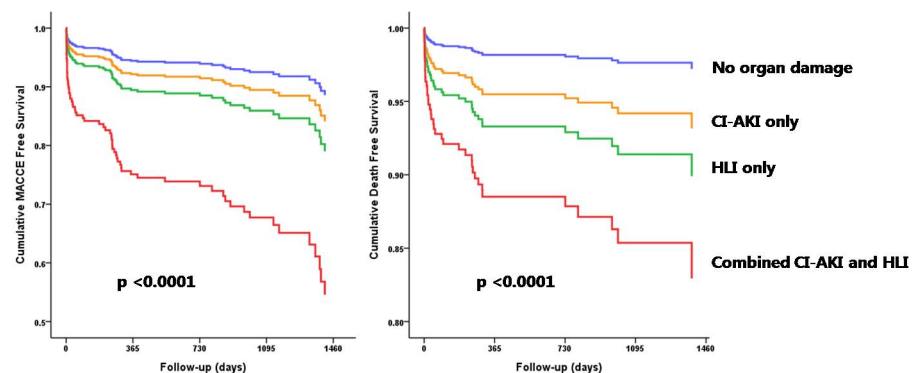 Cumulative MACCE Free Survival
1.0
0.9
0.8
0.7
0.6
0.5
p <0.0001
0 365 730 1095 1460
Follow-up (days)
Cumulative Death Free Survival
1.00
0.95
0.90
0.85
0.80
p <0.0001
0 365 730 1095 1460
Follow-up (days)
No organ damage
CI-AKI only
HLI only
Combined CI-AKI and HLI